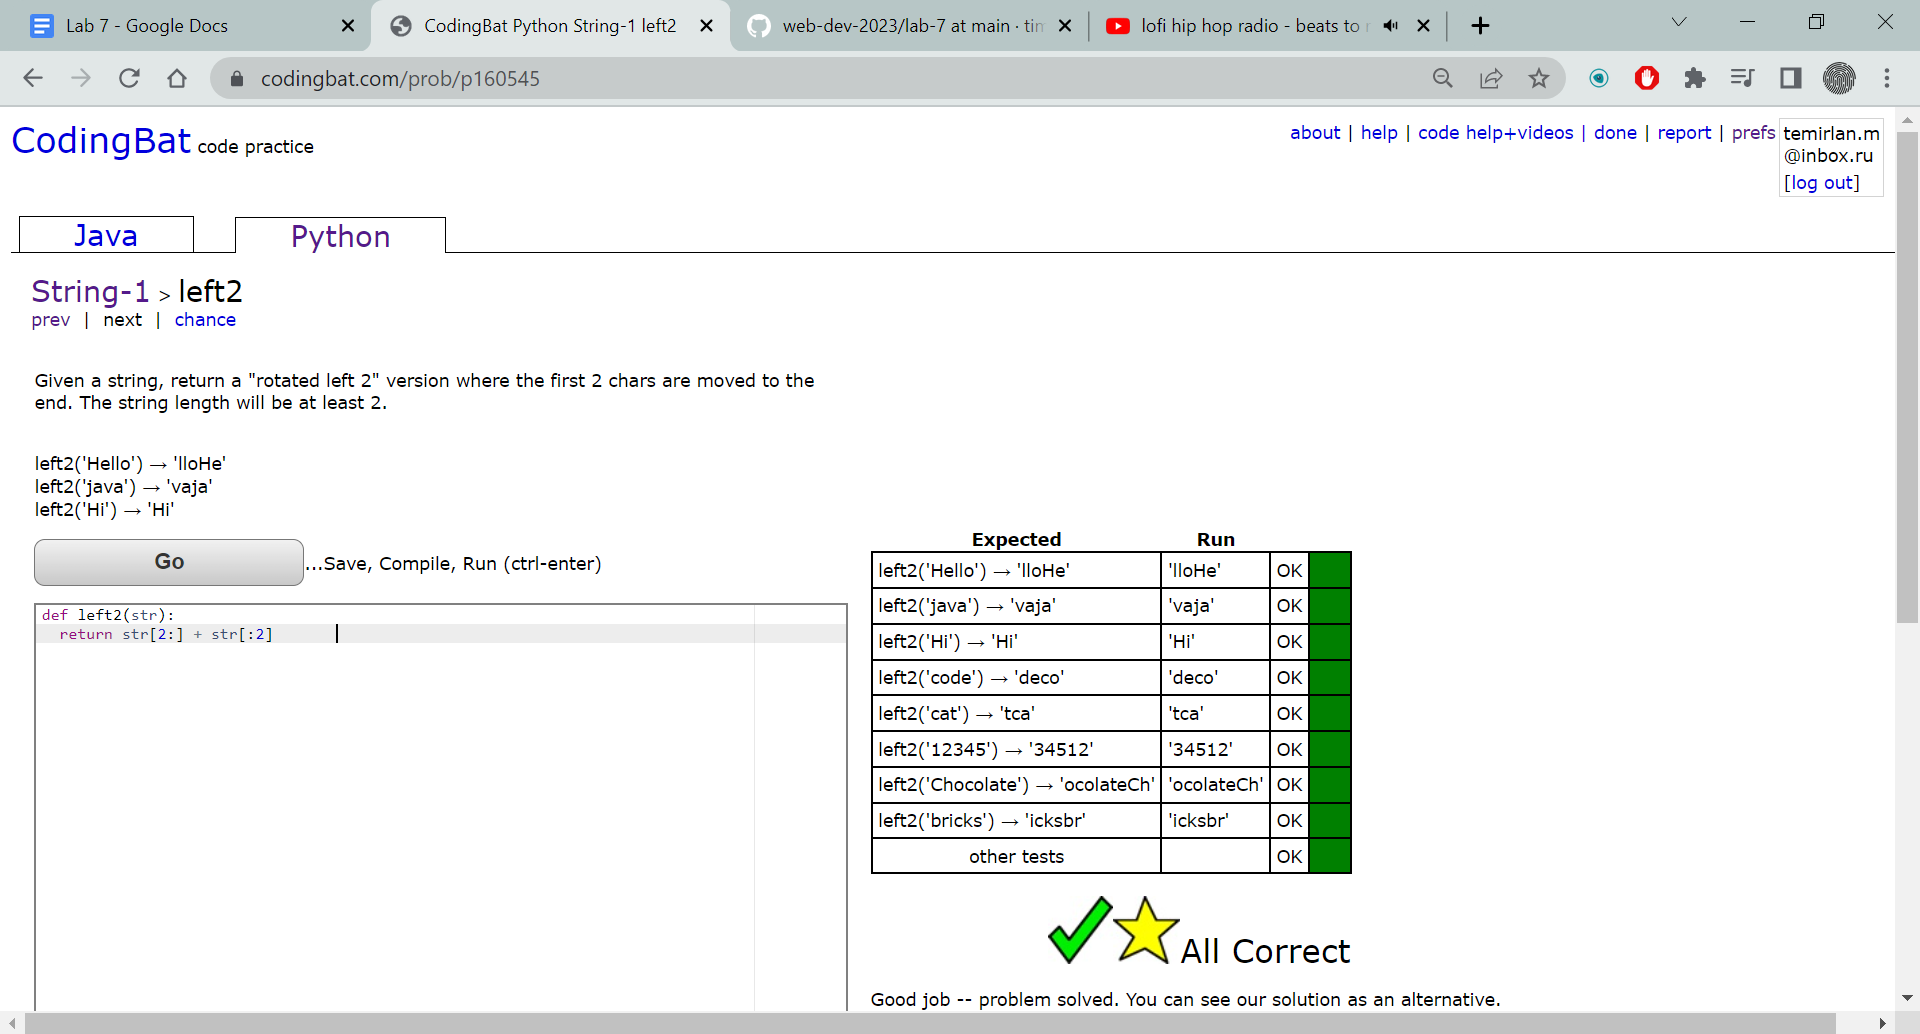 Lab 7 - Google Docs
CodingBat Python String-1 left2
web-dev-2023/lab-7 at main · tim
lofi hip hop radio - beats to r
codingbat.com/prob/p160545
CodingBat code practice
about | help | code help+videos | done | report | prefs
temirlan.m
@inbox.ru
[log out]
Java
Python
String-1 > left2
prev | next | chance
Given a string, return a "rotated left 2" version where the first 2 chars are moved to the
end. The string length will be at least 2.
left2('Hello') → 'lloHe'
left2('java') → 'vaja'
left2('Hi') → 'Hi'
Go ...Save, Compile, Run (ctrl-enter)
def left2(str):
  return str[2:] + str[:2]
Expected Run
left2('Hello') → 'lloHe' 'lloHe' OK
left2('java') → 'vaja' 'vaja' OK
left2('Hi') → 'Hi' 'Hi' OK
left2('code') → 'deco' 'deco' OK
left2('cat') → 'tca' 'tca' OK
left2('12345') → '34512' '34512' OK
left2('Chocolate') → 'ocolateCh' 'ocolateCh' OK
left2('bricks') → 'icksbr' 'icksbr' OK
other tests OK
All Correct
Good job -- problem solved. You can see our solution as an alternative.